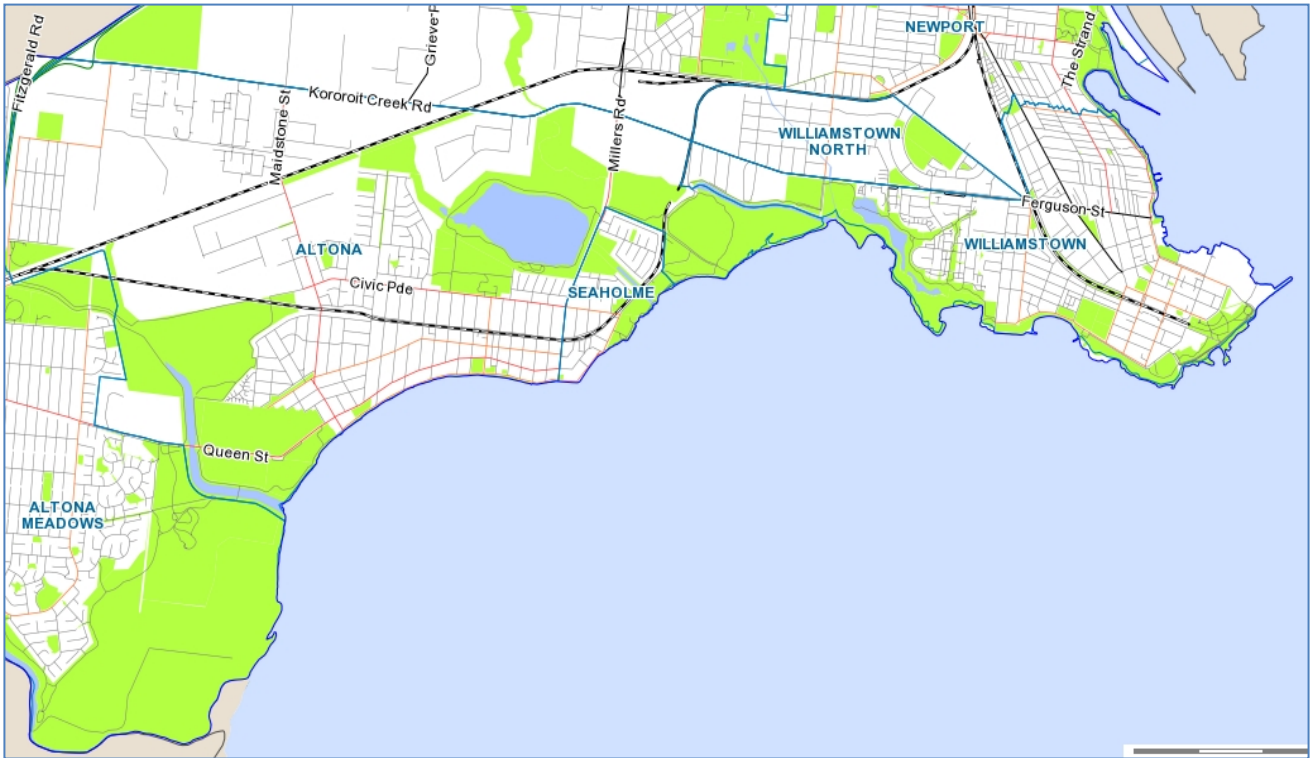 NEWPORT
The Strand
Fitzgerald Rd
Kororoit Creek Rd
Maidstone St
Millers Rd
WILLIAMSTOWN
NORTH
Ferguson St
WILLIAMSTOWN
ALTONA
Civic Pde
SEAHOLME
Queen St
ALTONA
MEADOWS